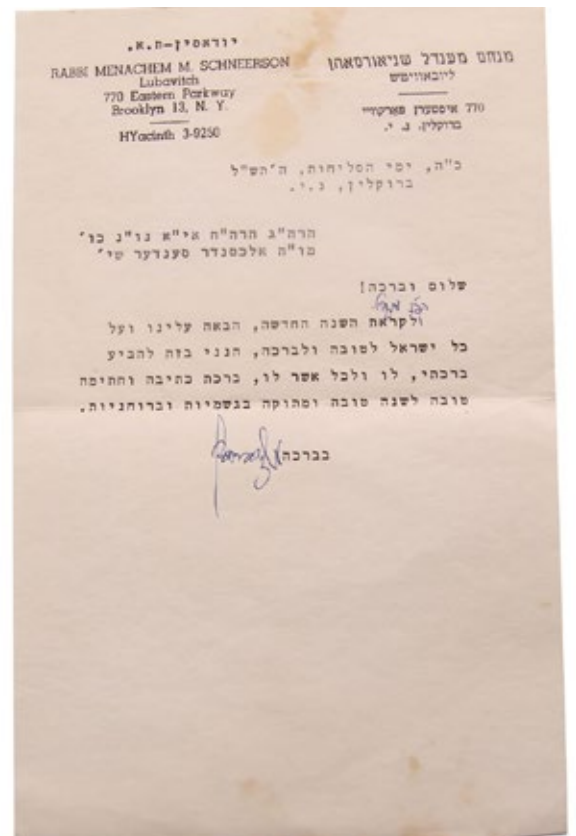 יודאסין-ת.א.
RABBI MENACHEM M. SCHNEERSON
Lubavitch
770 Eastern Parkway
Brooklyn 13, N. Y.
HYacinth 3-9250
מנחם מענדל שניאורסאהן
ליובאוויטש
770 איסטערן פארקוויי
ברוקלין, נ. י.
כ"ה, ימי הסליחות, ה'תש"ל
ברוקלין, נ.י.
הרה"ג הרה"ח אי"א נו"נ כו'
מו"ה אלכסנדר סענדער שי'
שלום וברכה!
לקראת השנה החדשה, הבאה עלינו ועל
כל ישראל לטובה ולברכה, הנני בזה להביע
ברכתי, לו ולכל אשר לו, ברכת כתיבה וחתימה
טובה לשנה טובה ומתוקה בגשמיות וברוחניות.
בברכה